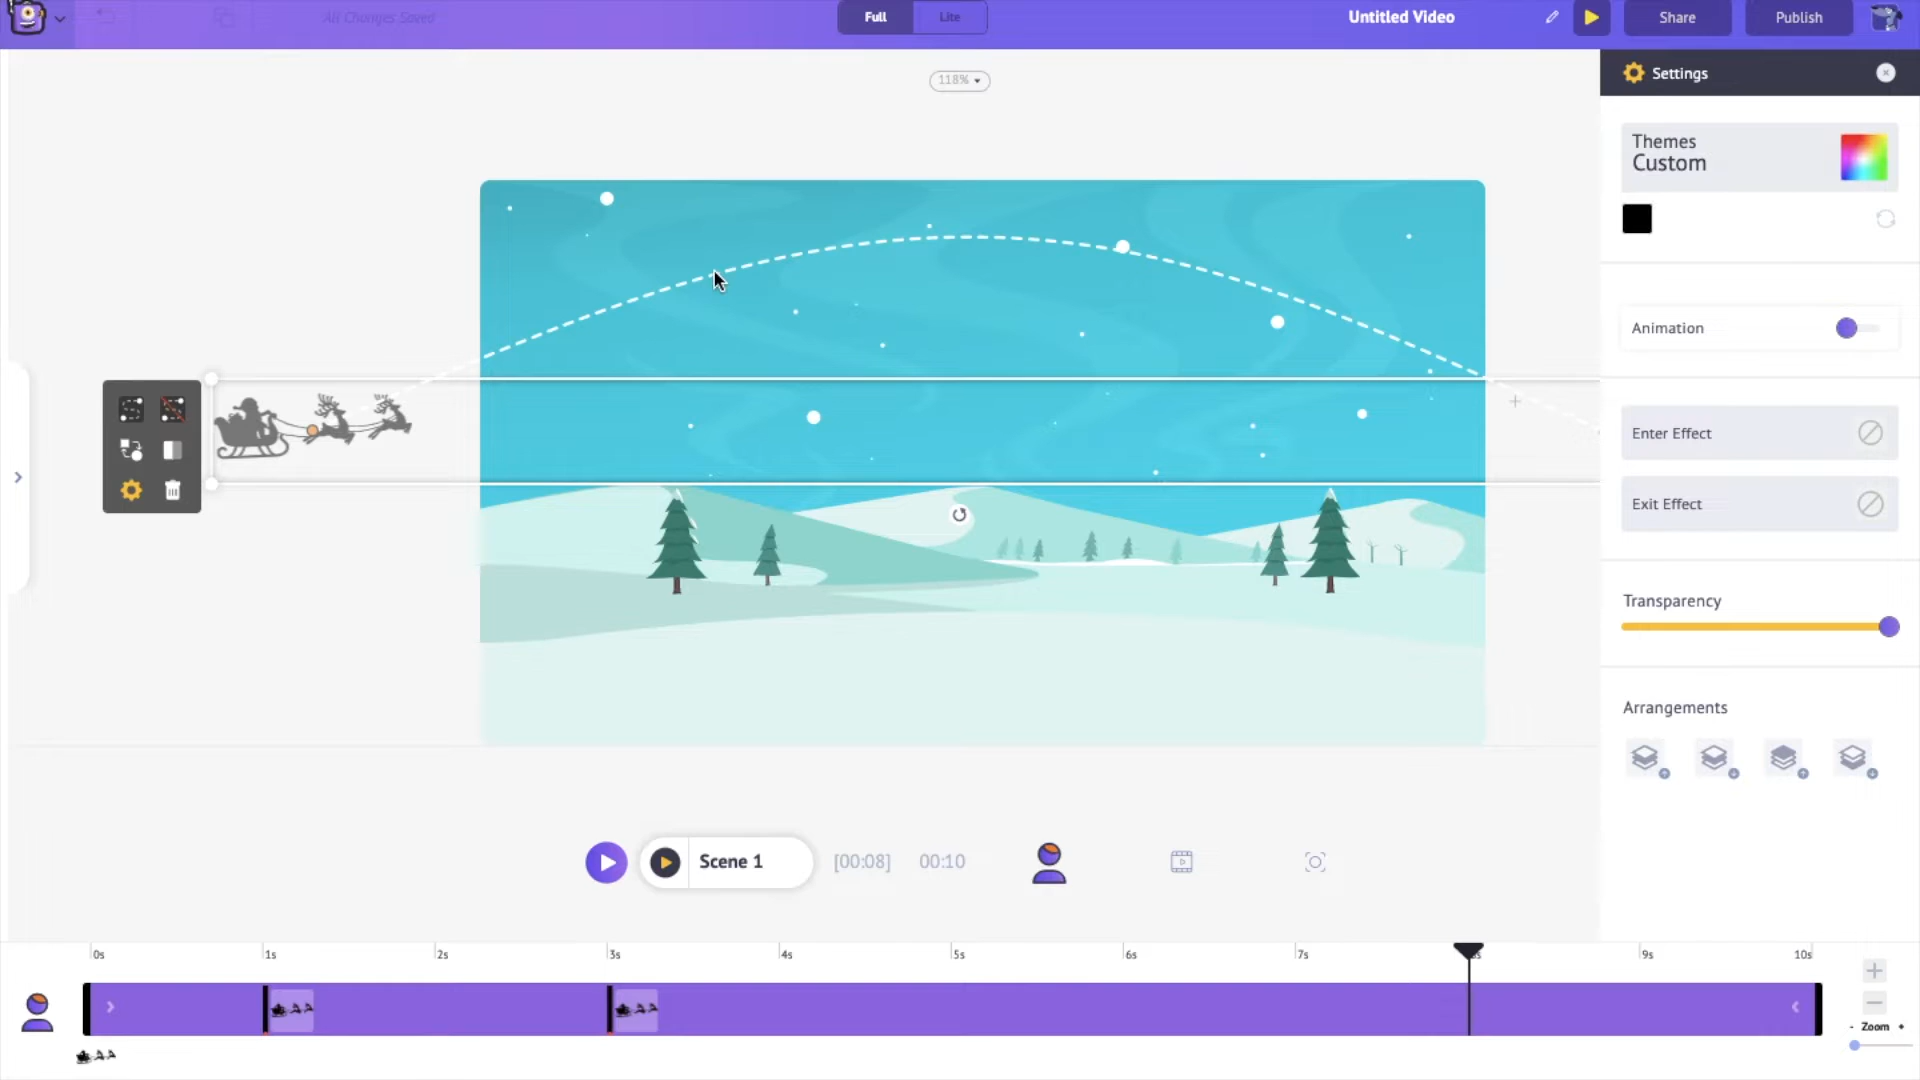 All Changes Saved
Full
Lite
Untitled Video
Share
Publish
118%
Settings
Themes
Custom
Animation
Enter Effect
Exit Effect
Transparency
Arrangements
Scene 1
[00:08]
00:10
0s
1s
2s
3s
4s
5s
6s
7s
9s
10s
- Zoom +